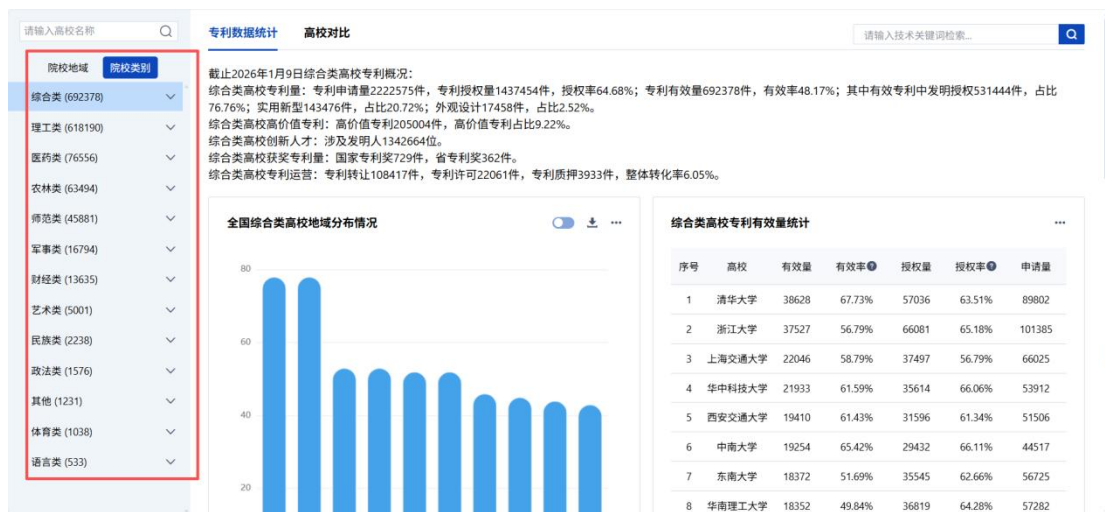 请输入高校名称
院校地域 院校类别
综合类 (692378)
理工类 (618190)
医药类 (76556)
农林类 (63494)
师范类 (45881)
军事类 (16794)
财经类 (13635)
艺术类 (5001)
民族类 (2238)
政法类 (1576)
其他 (1231)
体育类 (1038)
语言类 (533)
专利数据统计 高校对比
请输入技术关键词检索...
截止2026年1月9日综合类高校专利概况：
综合类高校专利量：专利申请量2222575件，专利授权量1437454件，授权率64.68%；专利有效量692378件，有效率48.17%；其中有效专利中发明授权531444件，占比
76.76%；实用新型143476件，占比20.72%；外观设计17458件，占比2.52%。
综合类高校高价值专利：高价值专利205004件，高价值专利占比9.22%。
综合类高校创新人才：涉及发明人1342664位。
综合类高校获奖专利量：国家专利奖729件，省专利奖362件。
综合类高校专利运营：专利转让108417件，专利许可22061件，专利质押3933件，整体转化率6.05%。
全国综合类高校地域分布情况
80
60
40
20
综合类高校专利有效量统计
序号 高校 有效量 有效率 授权量 授权率 申请量
1 清华大学 38628 67.73% 57036 63.51% 89802
2 浙江大学 37527 56.79% 66081 65.18% 101385
3 上海交通大学 22046 58.79% 37497 56.79% 66025
4 华中科技大学 21933 61.59% 35614 66.06% 53912
5 西安交通大学 19410 61.43% 31596 61.34% 51506
6 中南大学 19254 65.42% 29432 66.11% 44517
7 东南大学 18372 51.69% 35545 62.66% 56725
8 华南理工大学 18352 49.84% 36819 64.28% 57282